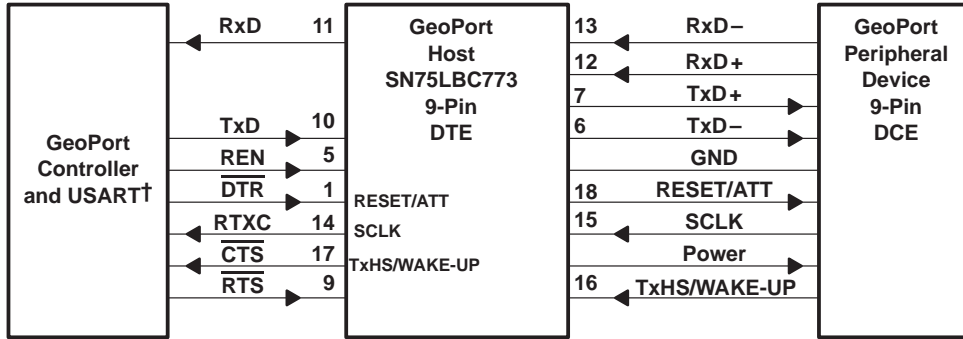 GeoPort
Controller
and USART†
RxD 11
TxD 10
REN 5
DTR 1
RTXC 14
CTS 17
RTS 9
GeoPort
Host
SN75LBC773
9-Pin
DTE
RESET/ATT
SCLK
TxHS/WAKE-UP
13 RxD–
12 RxD+
7 TxD+
6 TxD–
GND
18 RESET/ATT
15 SCLK
Power
16 TxHS/WAKE-UP
GeoPort
Peripheral
Device
9-Pin
DCE